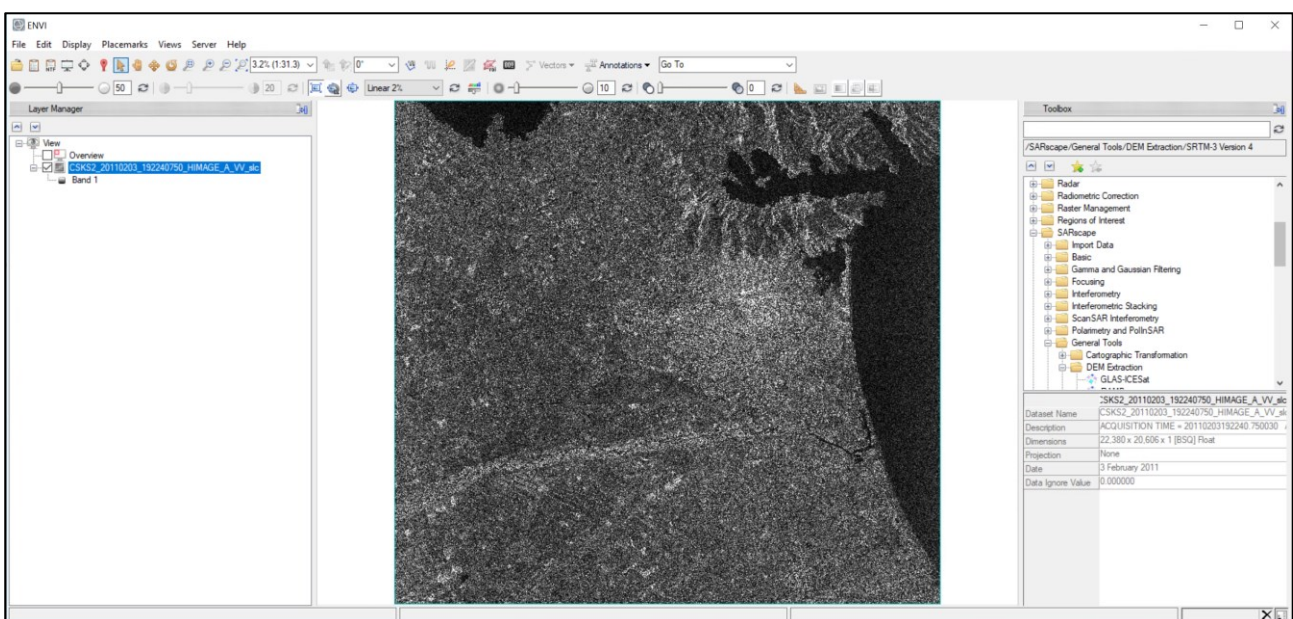 ENVI
File Edit Display Placemarks Views Server Help
3.2% (1:31.3) 0° Vectors Annotations Go To
50 20 Linear 2% 10 0
Layer Manager
View
Overview
CSKS2_20110203_192240750_HIMAGE_A_VV_slc
Band 1
Toolbox
/SARscape/General Tools/DEM Extraction/SRTM-3 Version 4
Radar
Radiometric Correction
Raster Management
Regions of Interest
SARscape
Import Data
Basic
Gamma and Gaussian Filtering
Focusing
Interferometry
Interferometric Stacking
ScanSAR Interferometry
Polarimetry and PolInSAR
General Tools
Cartographic Transformation
DEM Extraction
GLAS-ICESat
:SKS2_20110203_192240750_HIMAGE_A_VV_slc
Dataset Name CSKS2_20110203_192240750_HIMAGE_A_VV_slc
Description ACQUISITION TIME = 20110203192240.750030
Dimensions 22,380 x 20,606 x 1 [BSQ] Float
Projection None
Date 3 February 2011
Data Ignore Value 0.000000